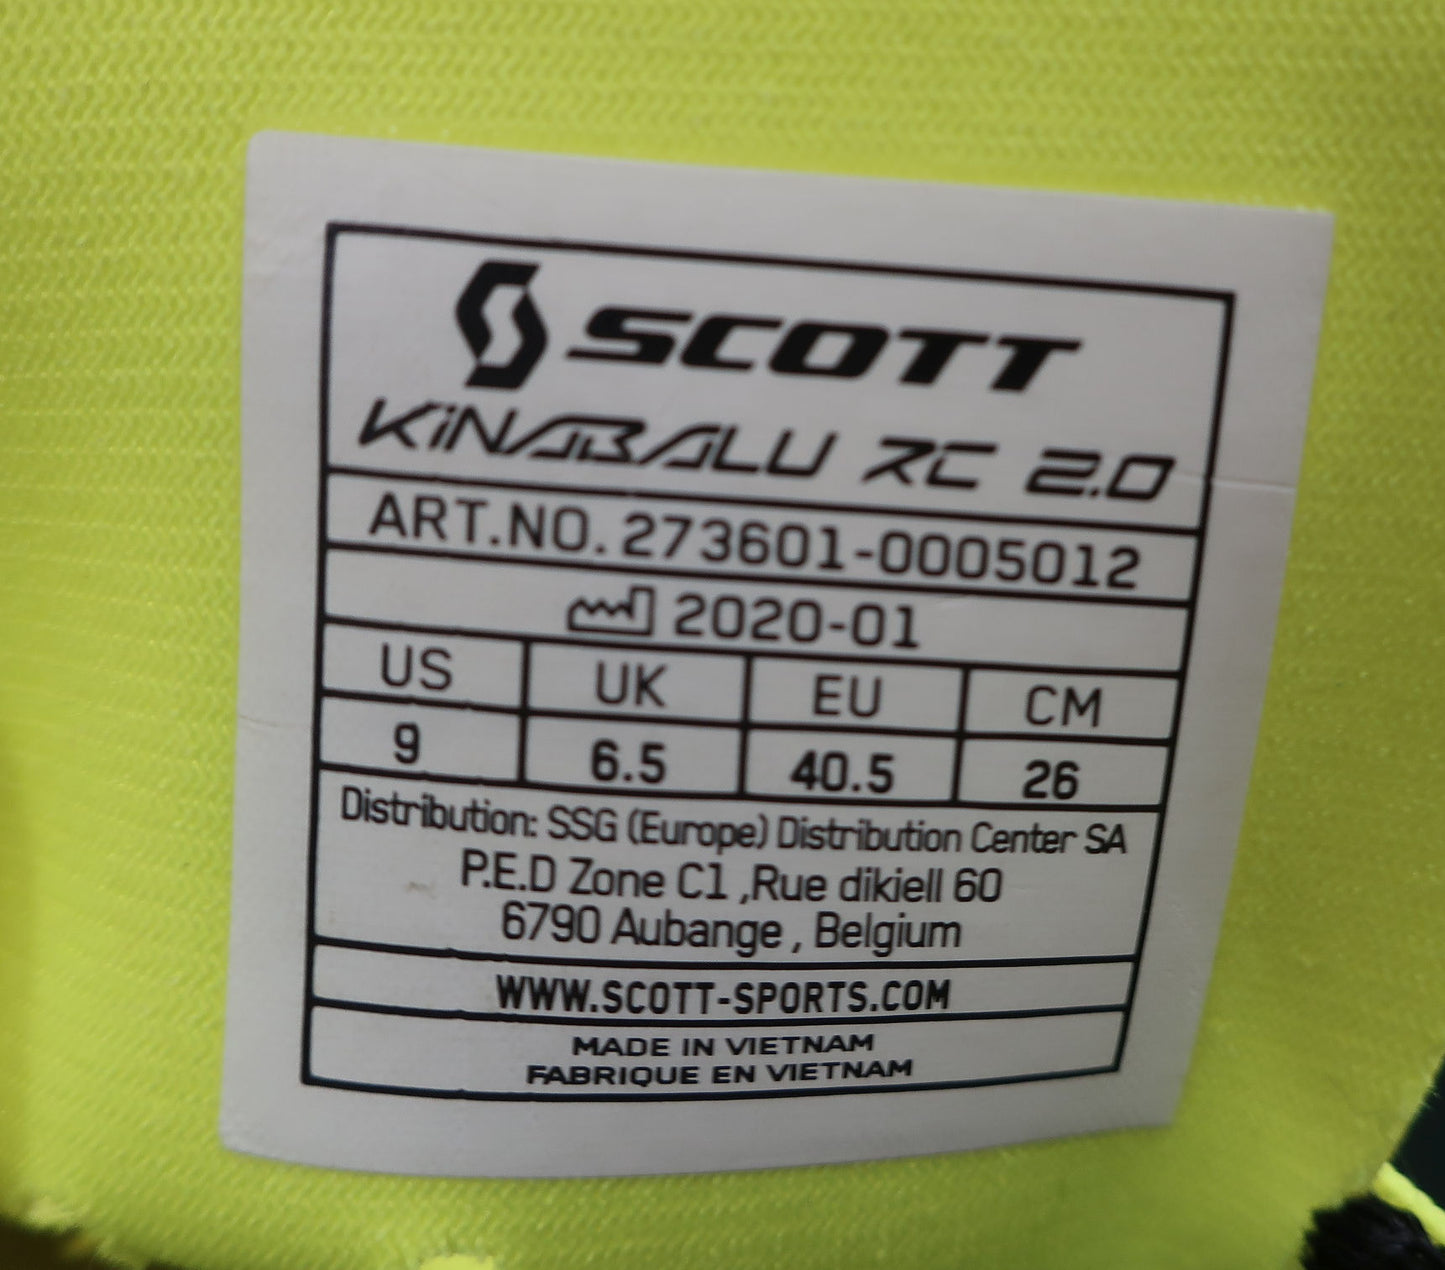 SCOTT
KINABALU RC 2.0
ART.NO. 273601-0005012
2020-01
US UK EU CM
9 6.5 40.5 26
Distribution: SSG (Europe) Distribution Center SA
P.E.D Zone C1 ,Rue dikiell 60
6790 Aubange , Belgium
WWW.SCOTT-SPORTS.COM
MADE IN VIETNAM
FABRIQUE EN VIETNAM